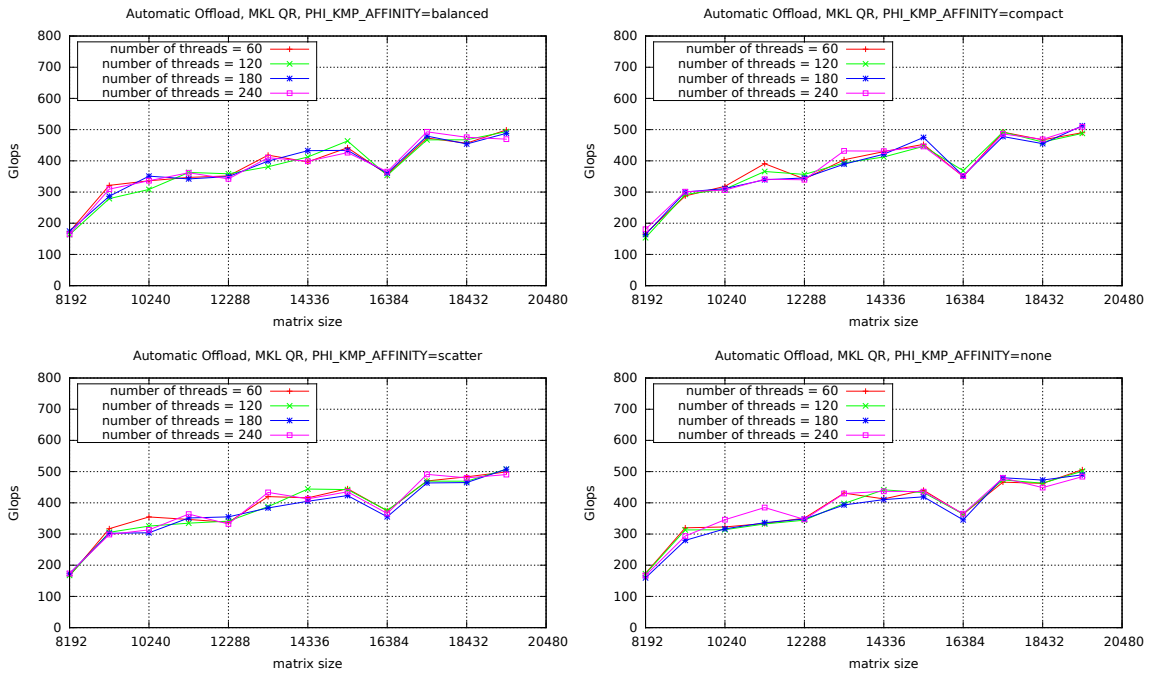 Automatic Offload, MKL QR, PHI_KMP_AFFINITY=balanced
800
700
600
500
400
300
200
100
0
Glops
number of threads = 60
number of threads = 120
number of threads = 180
number of threads = 240
8192 10240 12288 14336 16384 18432 20480
matrix size
Automatic Offload, MKL QR, PHI_KMP_AFFINITY=compact
800
700
600
500
400
300
200
100
0
Glops
number of threads = 60
number of threads = 120
number of threads = 180
number of threads = 240
8192 10240 12288 14336 16384 18432 20480
matrix size
Automatic Offload, MKL QR, PHI_KMP_AFFINITY=scatter
800
700
600
500
400
300
200
100
0
Glops
number of threads = 60
number of threads = 120
number of threads = 180
number of threads = 240
8192 10240 12288 14336 16384 18432 20480
matrix size
Automatic Offload, MKL QR, PHI_KMP_AFFINITY=none
800
700
600
500
400
300
200
100
0
Glops
number of threads = 60
number of threads = 120
number of threads = 180
number of threads = 240
8192 10240 12288 14336 16384 18432 20480
matrix size